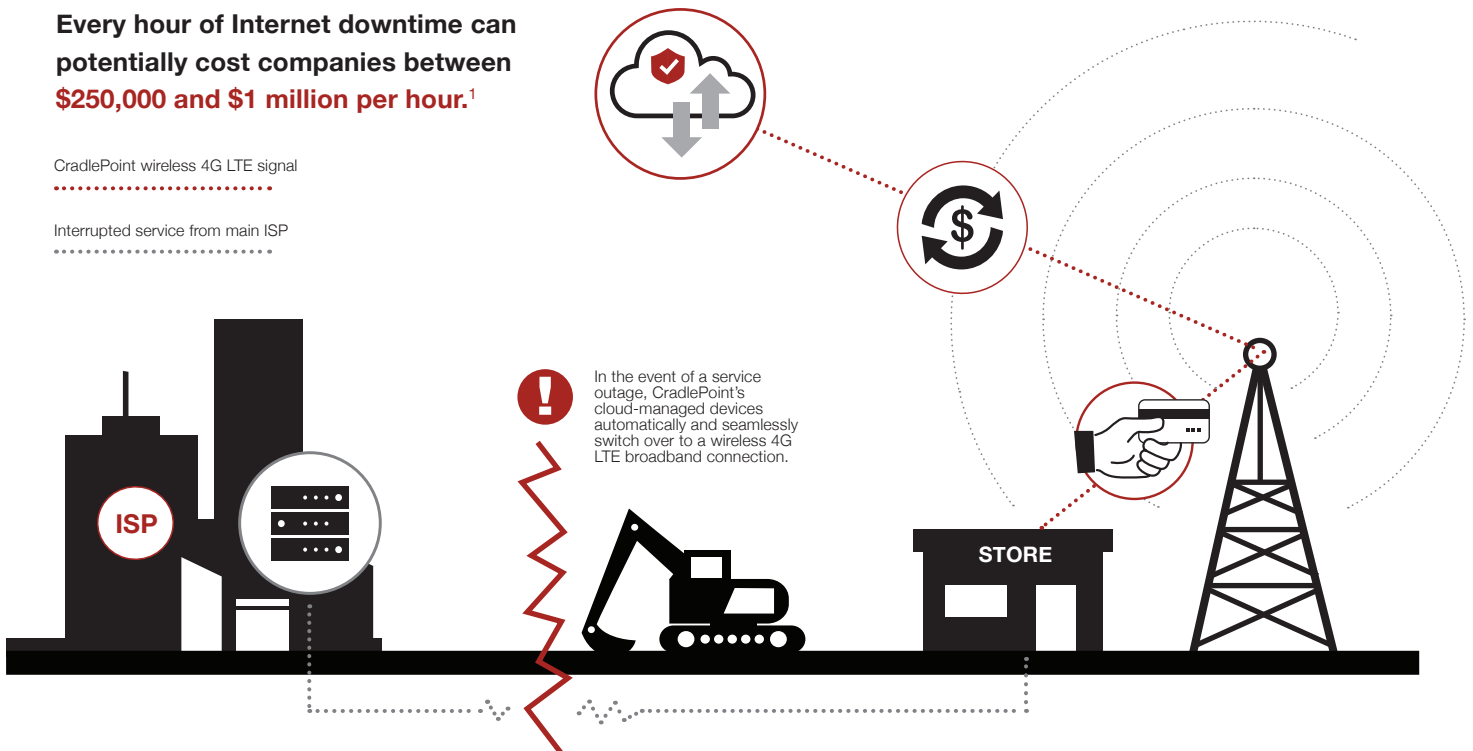 Every hour of Internet downtime can
potentially cost companies between
$250,000 and $1 million per hour.1
CradlePoint wireless 4G LTE signal
Interrupted service from main ISP
$
In the event of a service
outage, CradlePoint's
cloud-managed devices
automatically and seamlessly
switch over to a wireless 4G
LTE broadband connection.
!
ISP
STORE